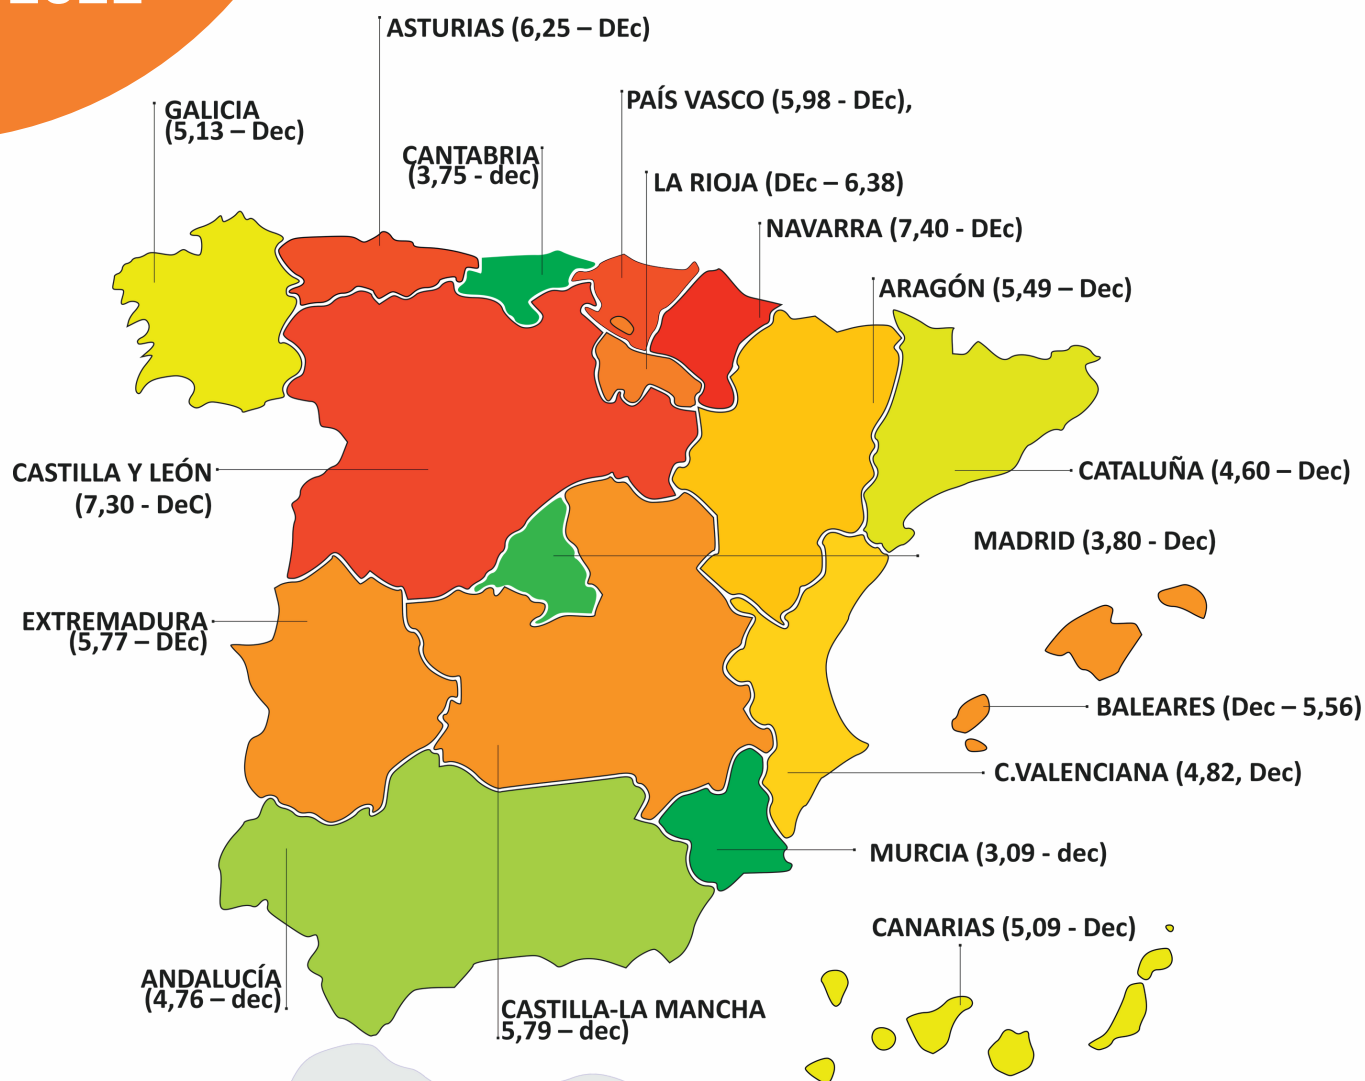 ASTURIAS (6,25 – DEc)
PAÍS VASCO (5,98 - DEc),
GALICIA
(5,13 – Dec)
CANTABRIA
(3,75 - dec)
LA RIOJA (DEc – 6,38)
NAVARRA (7,40 - DEc)
ARAGÓN (5,49 – Dec)
CASTILLA Y LEÓN
(7,30 - DeC)
CATALUÑA (4,60 – Dec)
MADRID (3,80 - Dec)
EXTREMADURA
(5,77 – DEc)
BALEARES (Dec – 5,56)
C.VALENCIANA (4,82, Dec)
MURCIA (3,09 - dec)
CANARIAS (5,09 - Dec)
ANDALUCÍA
(4,76 – dec)
CASTILLA-LA MANCHA
5,79 – dec)